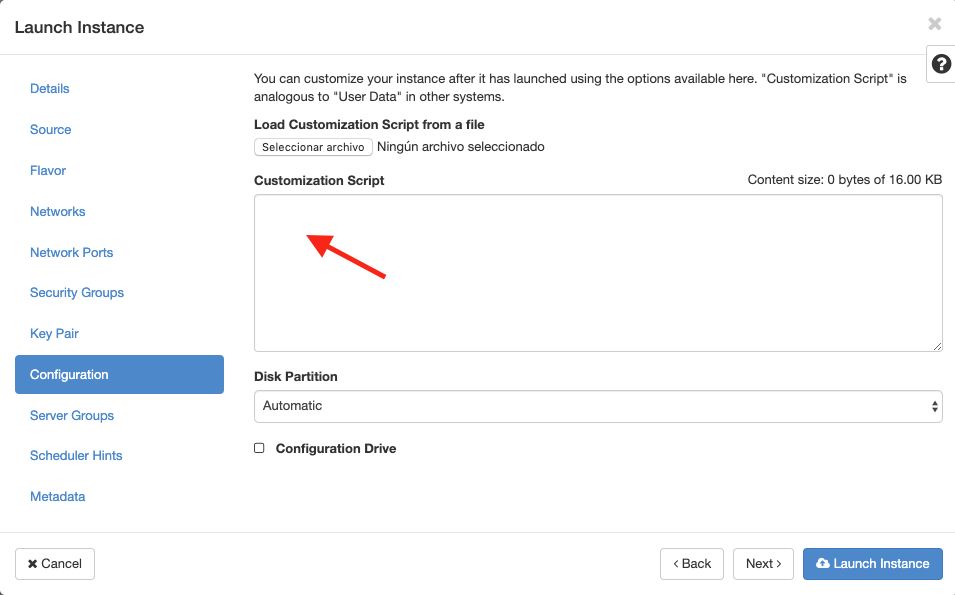 Launch Instance
Details
Source
Flavor
Networks
Network Ports
Security Groups
Key Pair
Configuration
Server Groups
Scheduler Hints
Metadata
You can customize your instance after it has launched using the options available here. "Customization Script" is
analogous to "User Data" in other systems.
Load Customization Script from a file
Seleccionar archivo Ningún archivo seleccionado
Customization Script Content size: 0 bytes of 16.00 KB
Disk Partition
Automatic
Configuration Drive
Cancel
Back
Next
Launch Instance